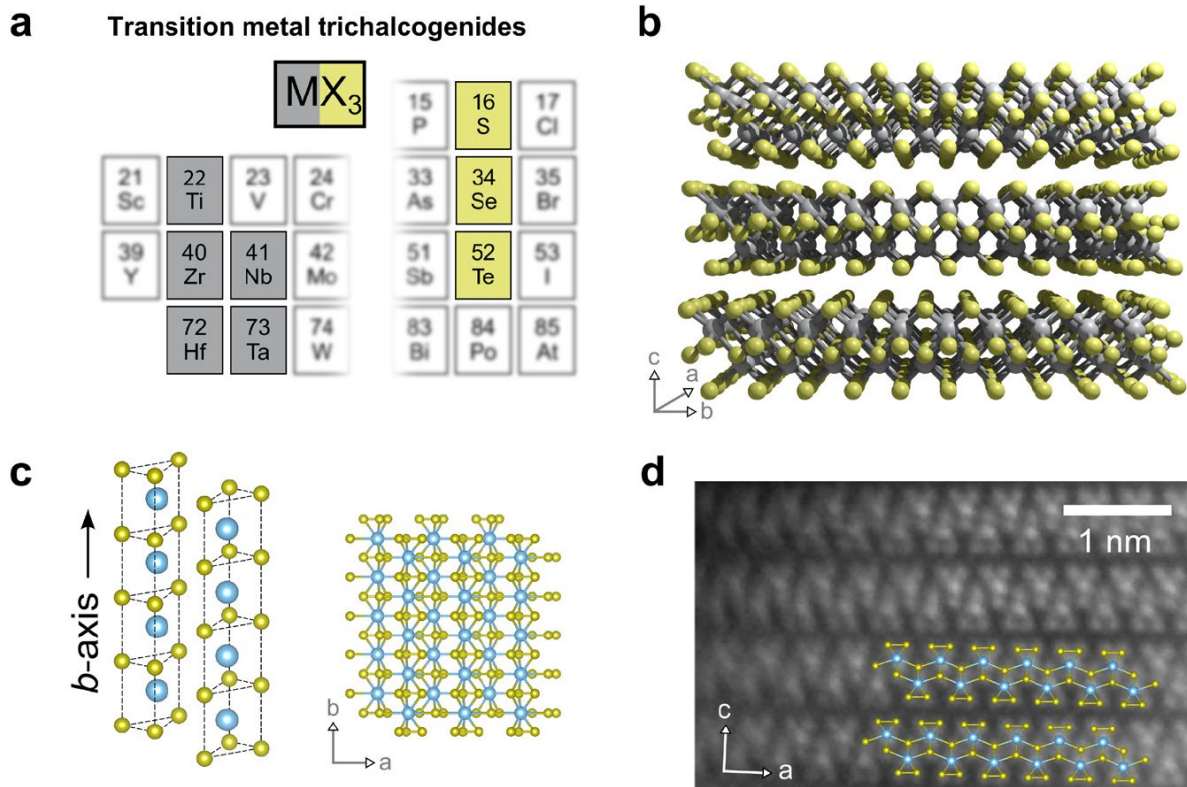 a
Transition metal trichalcogenides
MX₃
15
P
16
S
17
Cl
21
Sc
22
Ti
23
V
24
Cr
33
As
34
Se
35
Br
39
Y
40
Zr
41
Nb
42
Mo
51
Sb
52
Te
53
I
72
Hf
73
Ta
74
W
83
Bi
84
Po
85
At
b
c
a
b
c
b-axis
b
a
d
1 nm
c
a